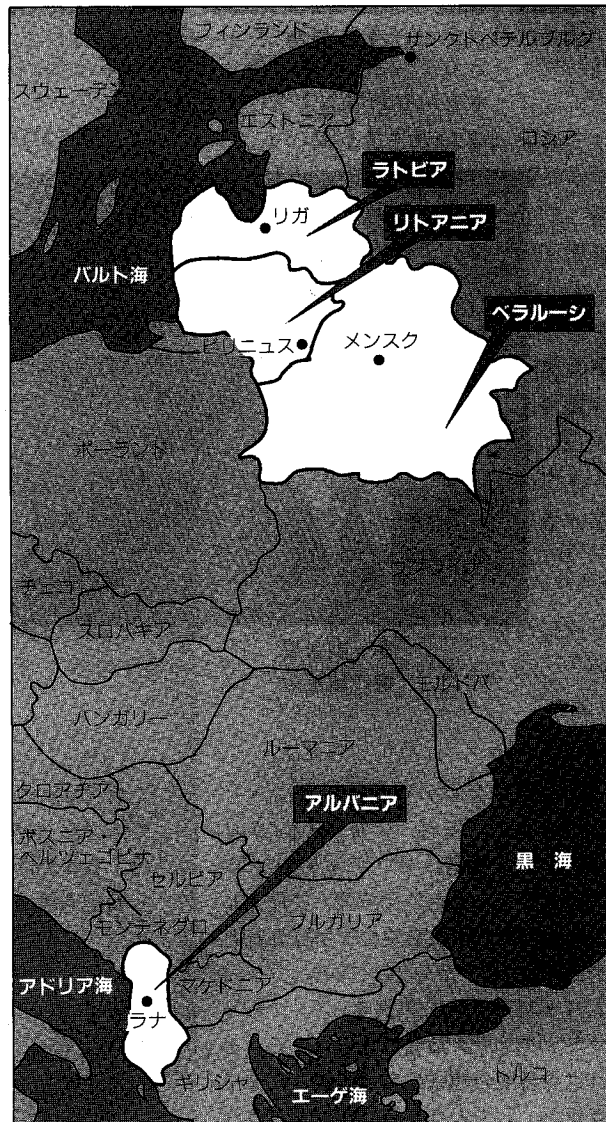 フィンランド
サンクトペテルブルグ
スウェーデン
エストニア
ロシア
ラトビア
リガ
リトアニア
バルト海
ベラルーシ
ビリニュス
メンスク
ポーランド
チェコ
ウクライナ
スロバキア
モルドバ
ハンガリー
ルーマニア
クロアチア
アルバニア
ボスニア・
ヘルツェゴビナ
黒 海
セルビア
ブルガリア
モンテネグロ
アドリア海
マケドニア
ラナ
ギリシャ
トルコ
エーゲ海